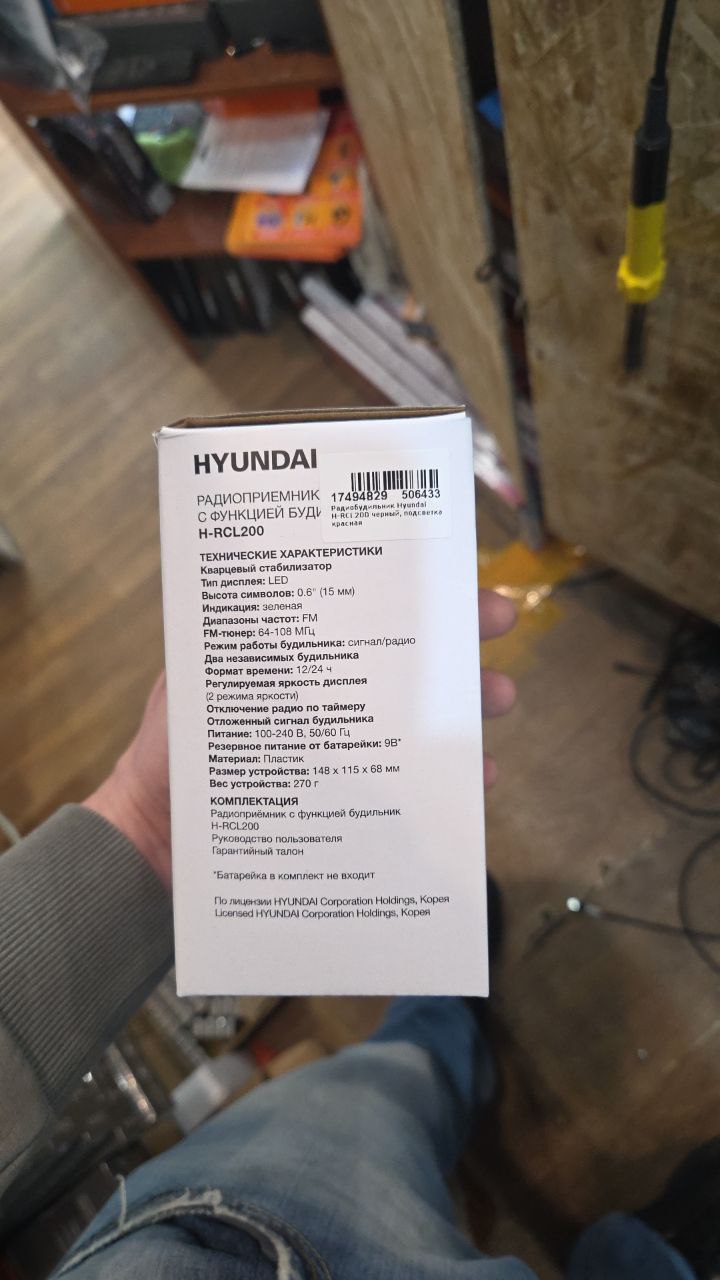 HYUNDAI
РАДИОПРИЕМНИК
С ФУНКЦИЕЙ БУДИ
H-RCL200
17494829 506433
Радиобудильник Hyundai
H-RCL200 черный, подсветка
красная
ТЕХНИЧЕСКИЕ ХАРАКТЕРИСТИКИ
Кварцевый стабилизатор
Тип дисплея: LED
Высота символов: 0.6" (15 мм)
Индикация: зеленая
Диапазоны частот: FM
FM-тюнер: 64-108 МГц
Режим работы будильника: сигнал/радио
Два независимых будильника
Формат времени: 12/24 ч
Регулируемая яркость дисплея
(2 режима яркости)
Отключение радио по таймеру
Отложенный сигнал будильника
Питание: 100-240 В, 50/60 Гц
Резервное питание от батарейки: 9В*
Материал: Пластик
Размер устройства: 148 x 115 x 68 мм
Вес устройства: 270 г
КОМПЛЕКТАЦИЯ
Радиоприёмник с функцией будильник
H-RCL200
Руководство пользователя
Гарантийный талон
*Батарейка в комплект не входит
По лицензии HYUNDAI Corporation Holdings, Корея
Licensed HYUNDAI Corporation Holdings, Корея